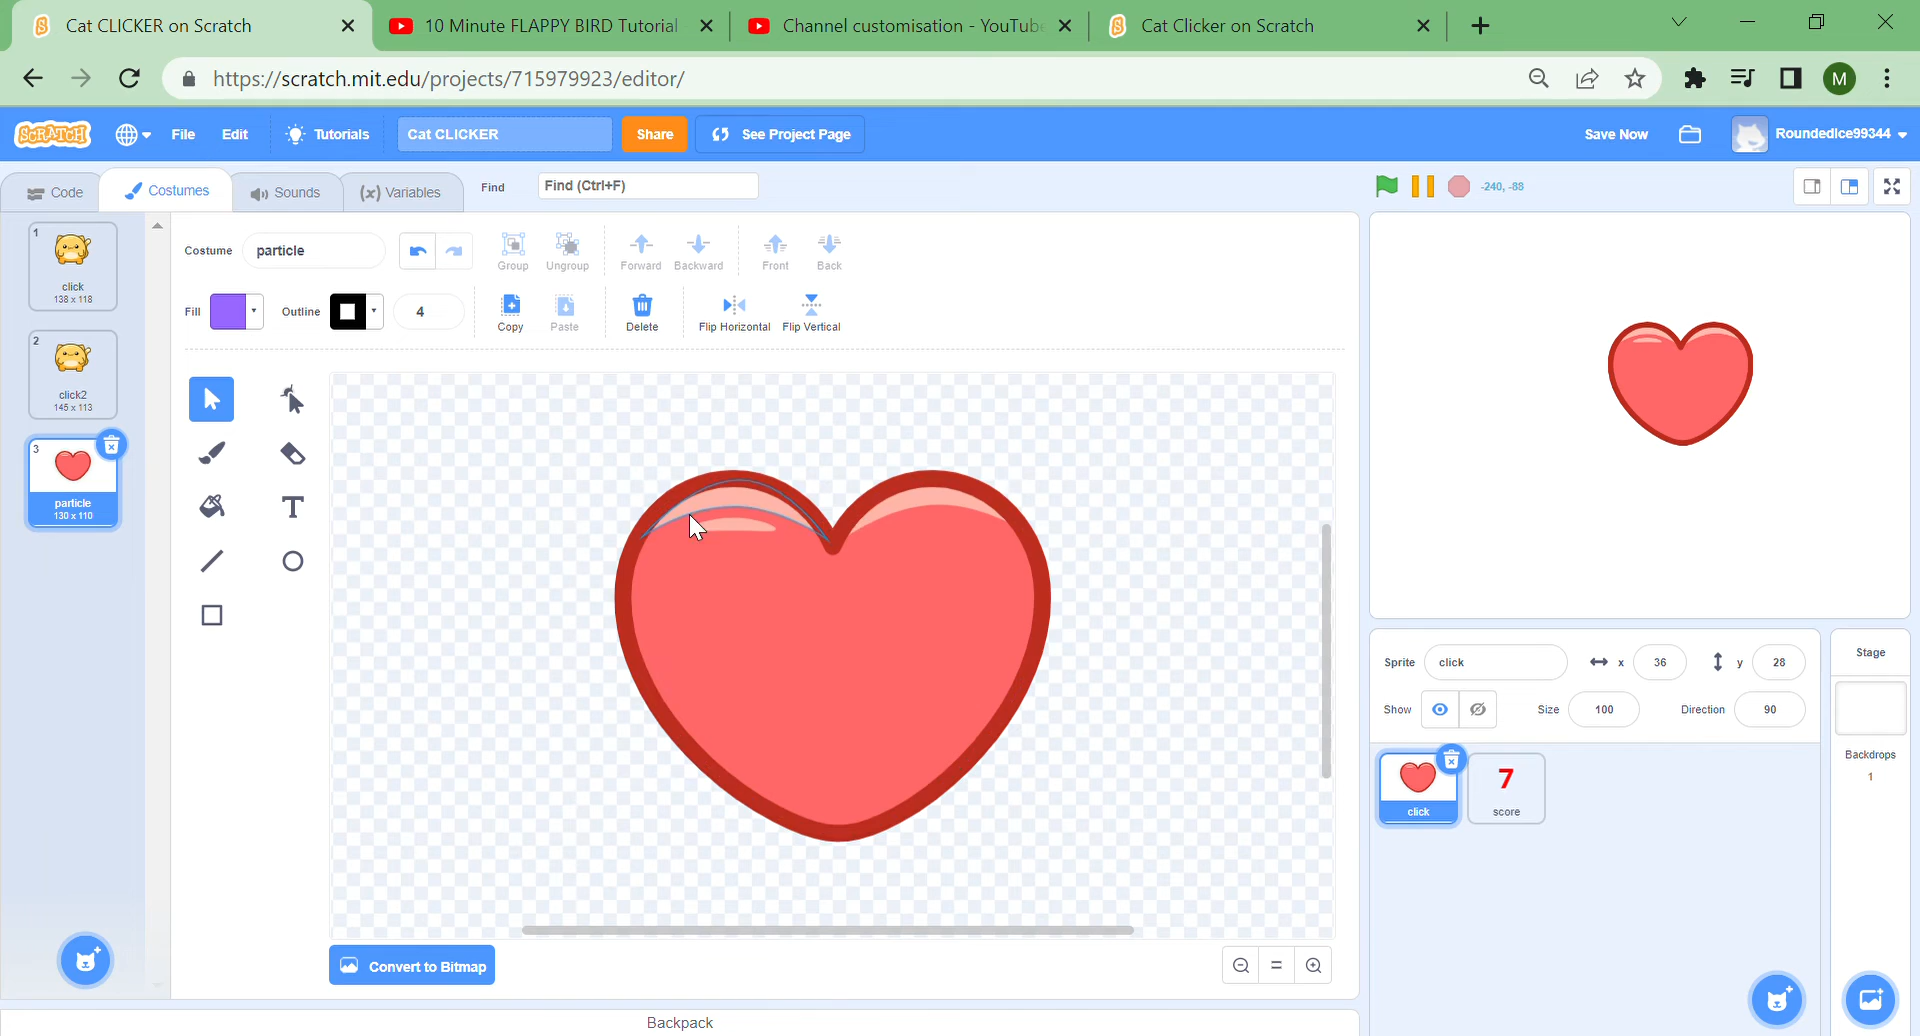 Cat CLICKER on Scratch
10 Minute FLAPPY BIRD Tutorial
Channel customisation - YouTube
Cat Clicker on Scratch
https://scratch.mit.edu/projects/715979923/editor/
M
SCRATCH
File
Edit
Tutorials
Cat CLICKER
Share
See Project Page
Save Now
RoundedIce99344
Code
Costumes
Sounds
(x) Variables
Find
Find (Ctrl+F)
-240, -88
1
click
138 x 118
2
click2
145 x 113
3
particle
130 x 110
Costume
particle
Group
Ungroup
Forward
Backward
Front
Back
Fill
Outline
4
Copy
Paste
Delete
Flip Horizontal
Flip Vertical
T
Convert to Bitmap
Backpack
Sprite
click
x
36
y
28
Show
Size
100
Direction
90
click
7
score
Stage
Backdrops
1